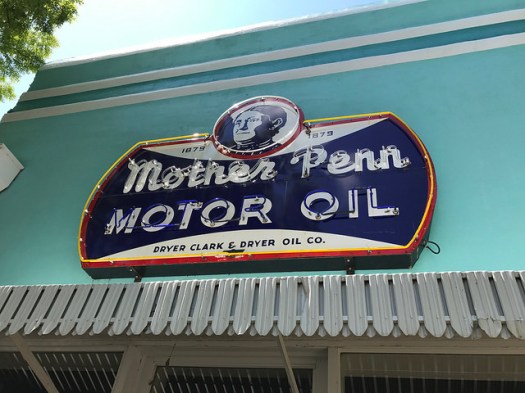 1879 1879
Mother Penn
MOTOR OIL
DRYER CLARK & DRYER OIL CO.